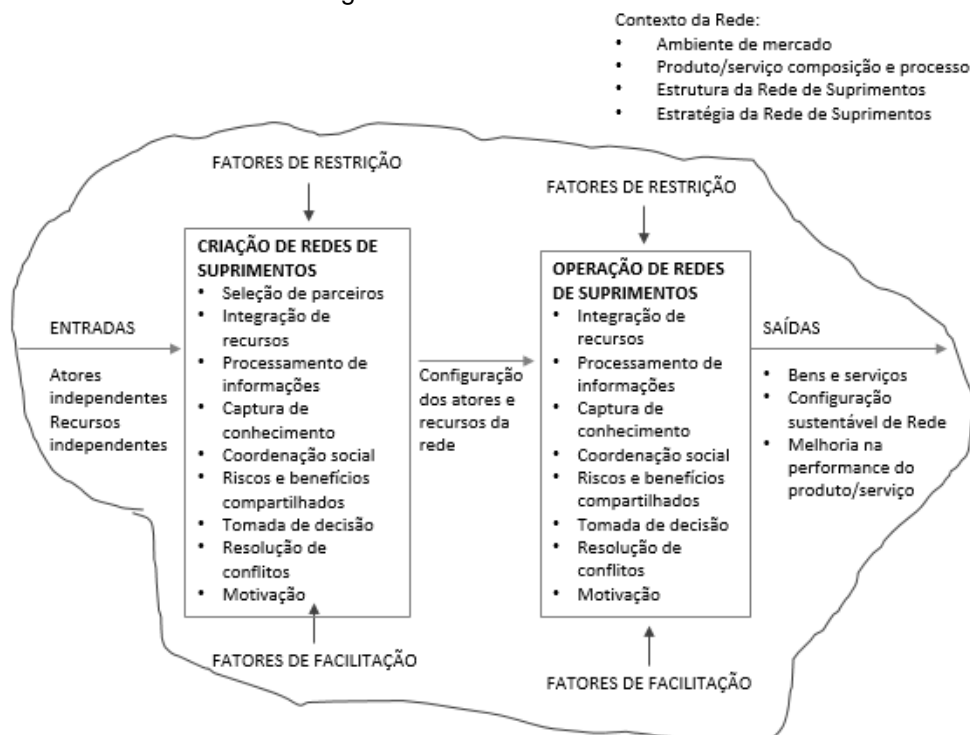 Contexto da Rede:
• Ambiente de mercado
• Produto/serviço composição e processo
• Estrutura da Rede de Suprimentos
• Estratégia da Rede de Suprimentos
FATORES DE RESTRIÇÃO
CRIAÇÃO DE REDES DE
SUPRIMENTOS
• Seleção de parceiros
• Integração de
recursos
• Processamento de
informações
• Captura de
conhecimento
• Coordenação social
• Riscos e benefícios
compartilhados
• Tomada de decisão
• Resolução de
conflitos
• Motivação
FATORES DE FACILITAÇÃO
ENTRADAS
Atores
independentes
Recursos
independentes
Configuração
dos atores e
recursos da
rede
FATORES DE RESTRIÇÃO
OPERAÇÃO DE REDES
DE SUPRIMENTOS
• Integração de
recursos
• Processamento de
informações
• Captura de
conhecimento
• Coordenação social
• Riscos e benefícios
compartilhados
• Tomada de decisão
• Resolução de
conflitos
• Motivação
FATORES DE FACILITAÇÃO
SAÍDAS
• Bens e serviços
• Configuração
sustentável de Rede
• Melhoria na
performance do
produto/serviço